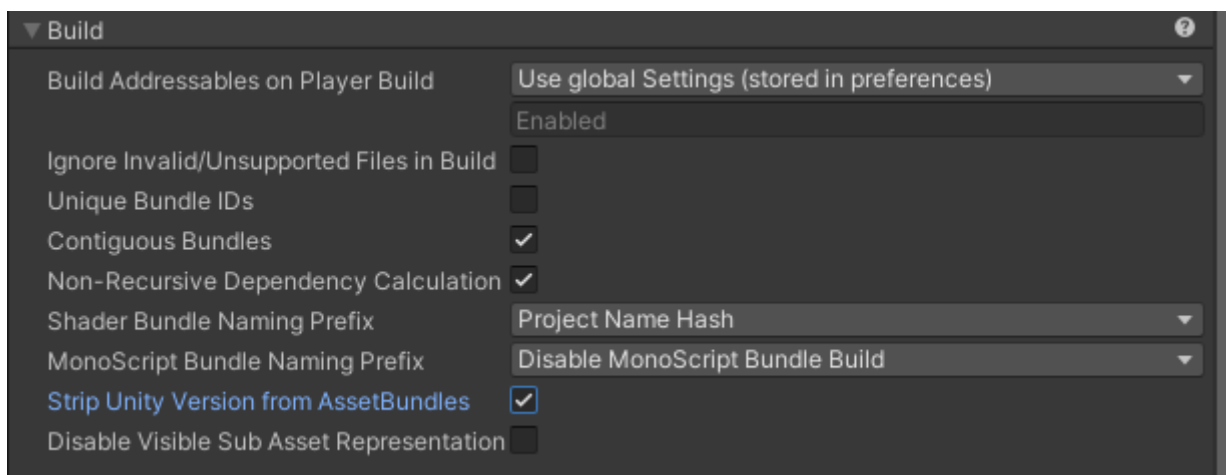 Build
Build Addressables on Player Build Use global Settings (stored in preferences)
Enabled
Ignore Invalid/Unsupported Files in Build
Unique Bundle IDs
Contiguous Bundles
Non-Recursive Dependency Calculation
Shader Bundle Naming Prefix Project Name Hash
MonoScript Bundle Naming Prefix Disable MonoScript Bundle Build
Strip Unity Version from AssetBundles
Disable Visible Sub Asset Representation